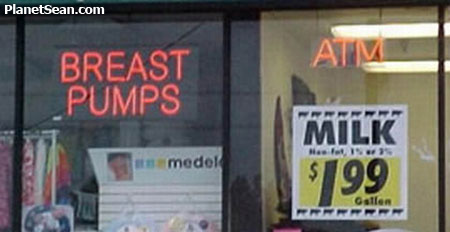 PlanetSean.com
BREAST
PUMPS
ATM
medela
MILK
Non-fat, 1% or 2%
$1.99
Gallon